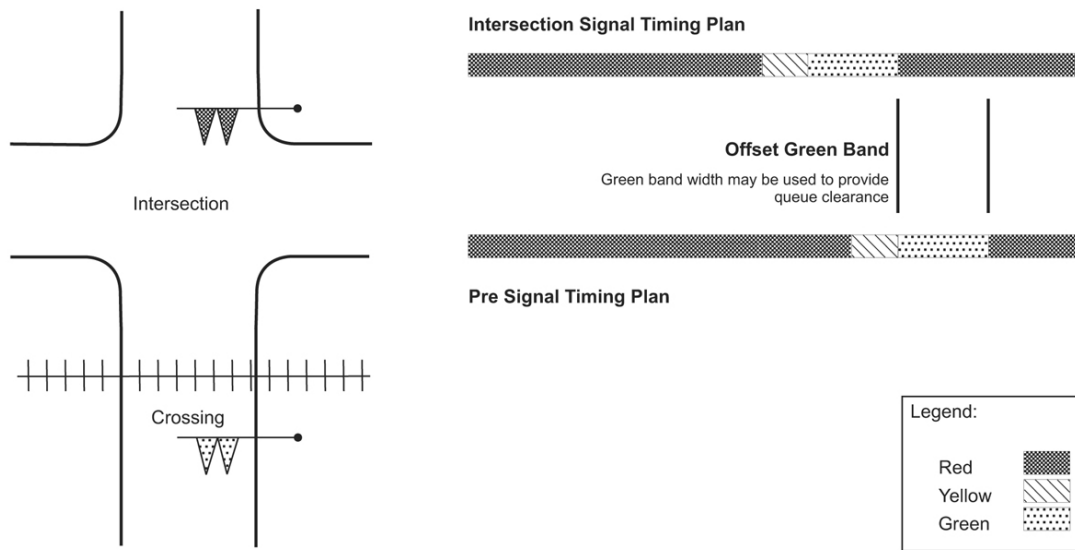 Intersection Signal Timing Plan
Intersection
Offset Green Band
Green band width may be used to provide
queue clearance
Pre Signal Timing Plan
Crossing
Legend:
Red
Yellow
Green